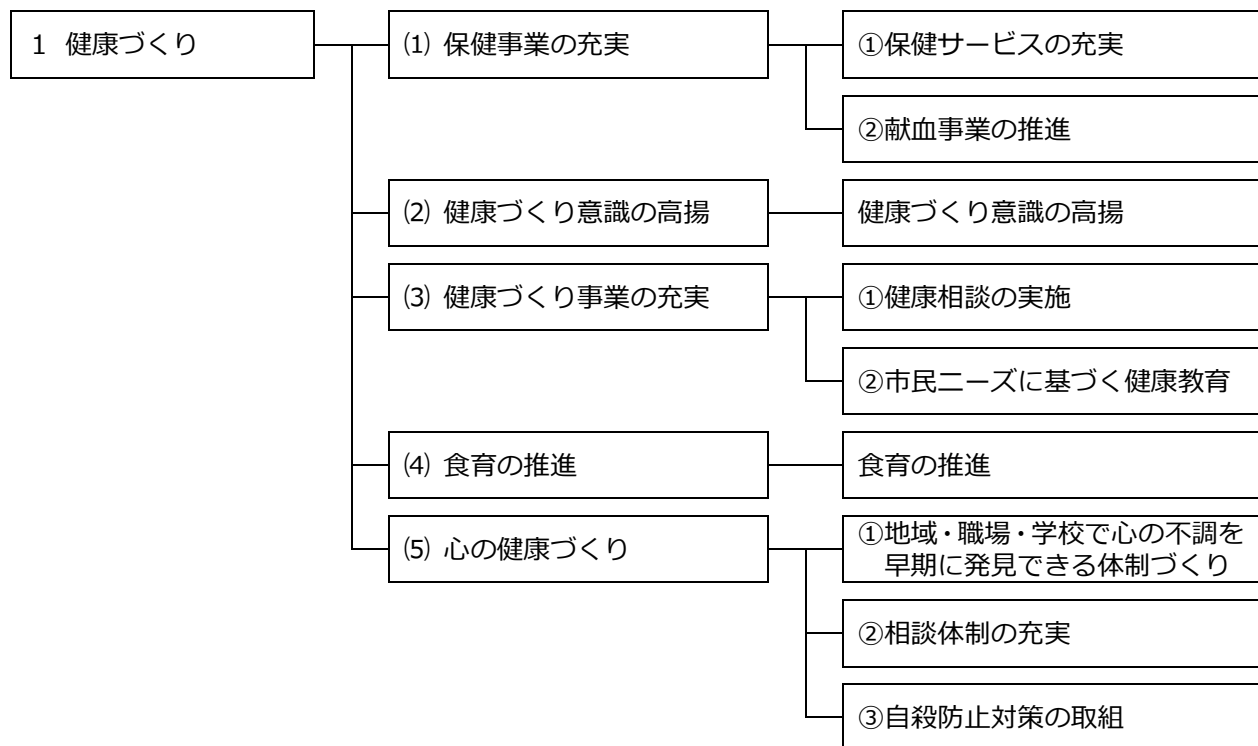 1 健康づくり
⑴ 保健事業の充実
①保健サービスの充実
②献血事業の推進
⑵ 健康づくり意識の高揚
健康づくり意識の高揚
⑶ 健康づくり事業の充実
①健康相談の実施
②市民ニーズに基づく健康教育
⑷ 食育の推進
食育の推進
⑸ 心の健康づくり
①地域・職場・学校で心の不調を
早期に発見できる体制づくり
②相談体制の充実
③自殺防止対策の取組